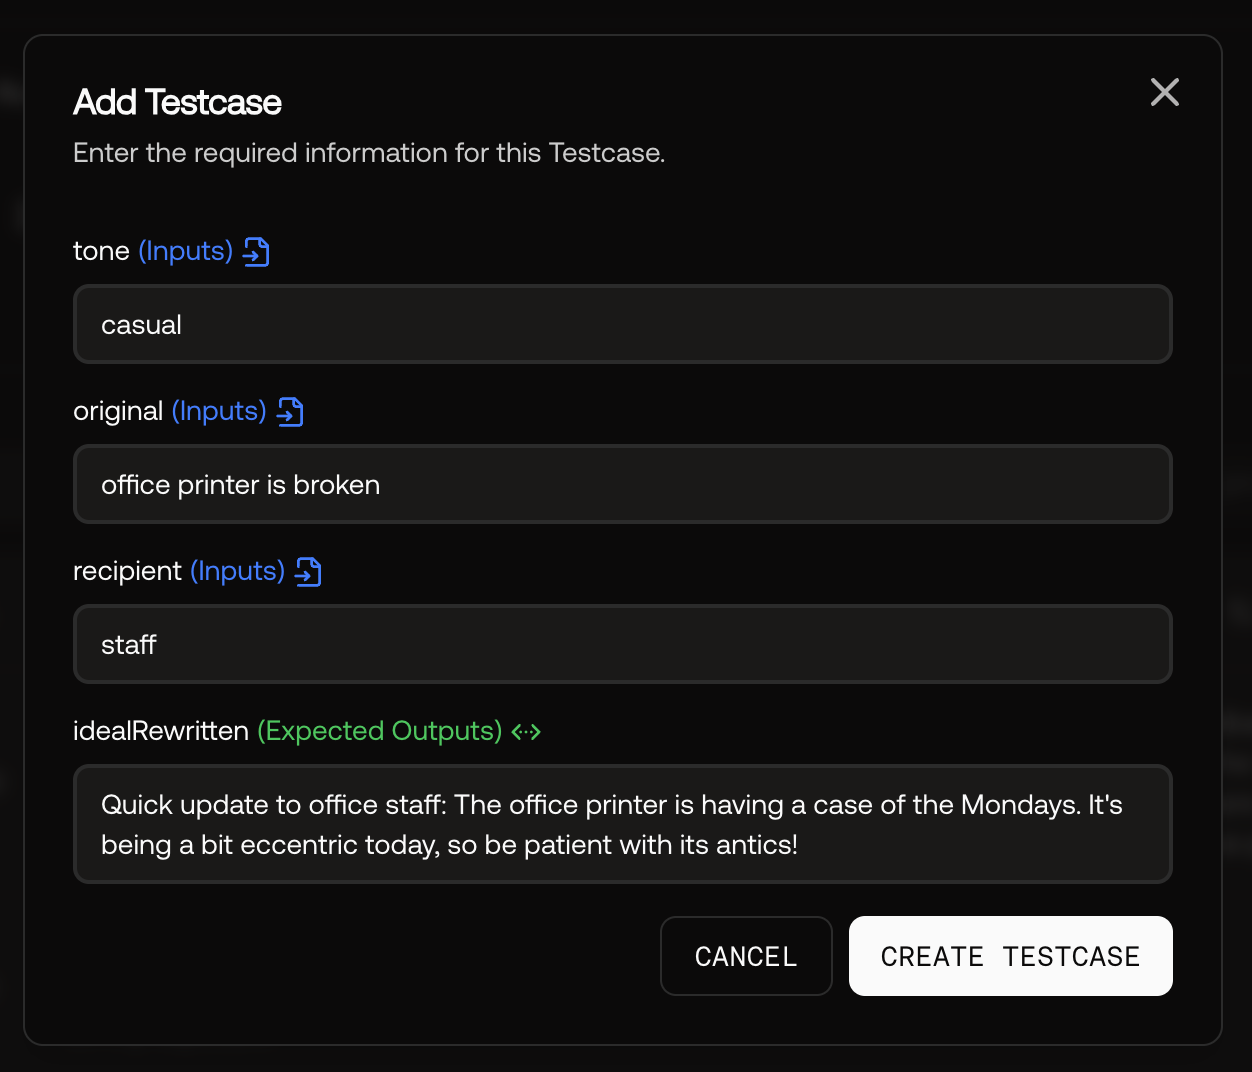 Add Testcase
Enter the required information for this Testcase.
tone (Inputs)
casual
original (Inputs)
office printer is broken
recipient (Inputs)
staff
idealRewritten (Expected Outputs)
Quick update to office staff: The office printer is having a case of the Mondays. It's
being a bit eccentric today, so be patient with its antics!
CANCEL
CREATE TESTCASE